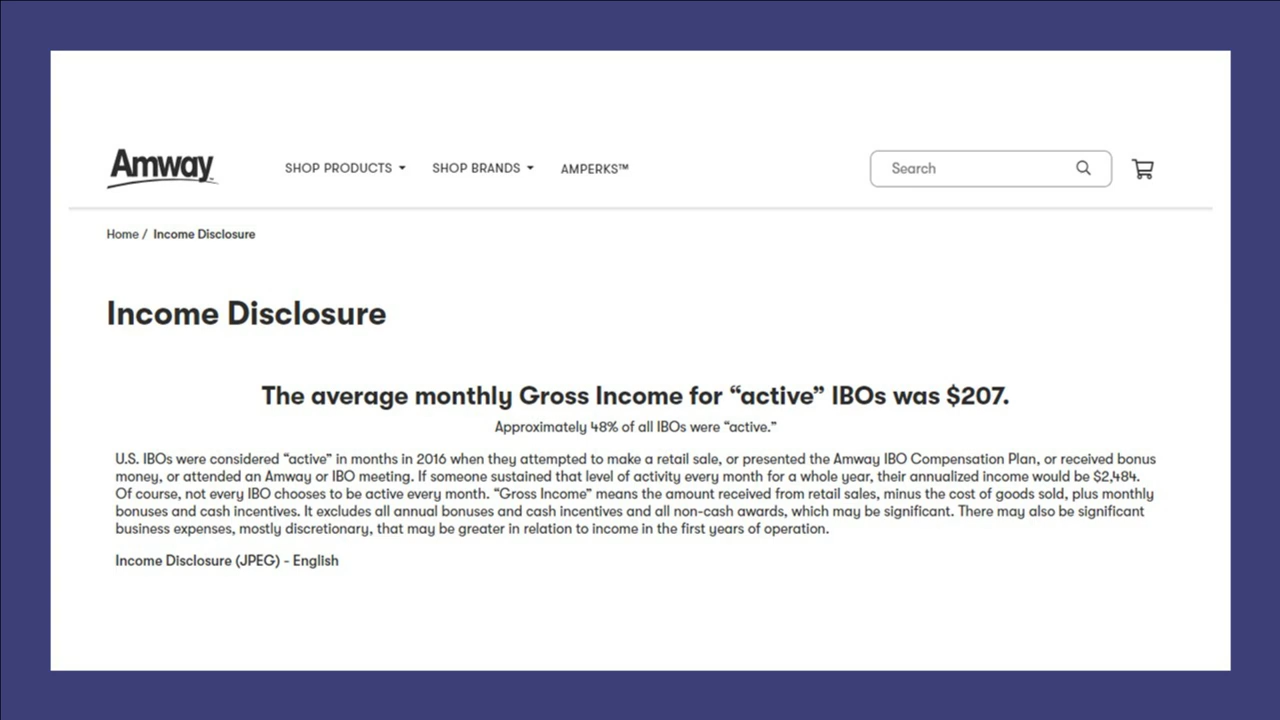 Amway
SHOP PRODUCTS
SHOP BRANDS
AMPERKS™
Search
Home / Income Disclosure
Income Disclosure
The average monthly Gross Income for “active” IBOs was $207.
Approximately 48% of all IBOs were “active.”
U.S. IBOs were considered “active” in months in 2016 when they attempted to make a retail sale, or presented the Amway IBO Compensation Plan, or received bonus
money, or attended an Amway or IBO meeting. If someone sustained that level of activity every month for a whole year, their annualized income would be $2,484.
Of course, not every IBO chooses to be active every month. “Gross Income” means the amount received from retail sales, minus the cost of goods sold, plus monthly
bonuses and cash incentives. It excludes all annual bonuses and cash incentives and all non-cash awards, which may be significant. There may also be significant
business expenses, mostly discretionary, that may be greater in relation to income in the first years of operation.
Income Disclosure (JPEG) - English